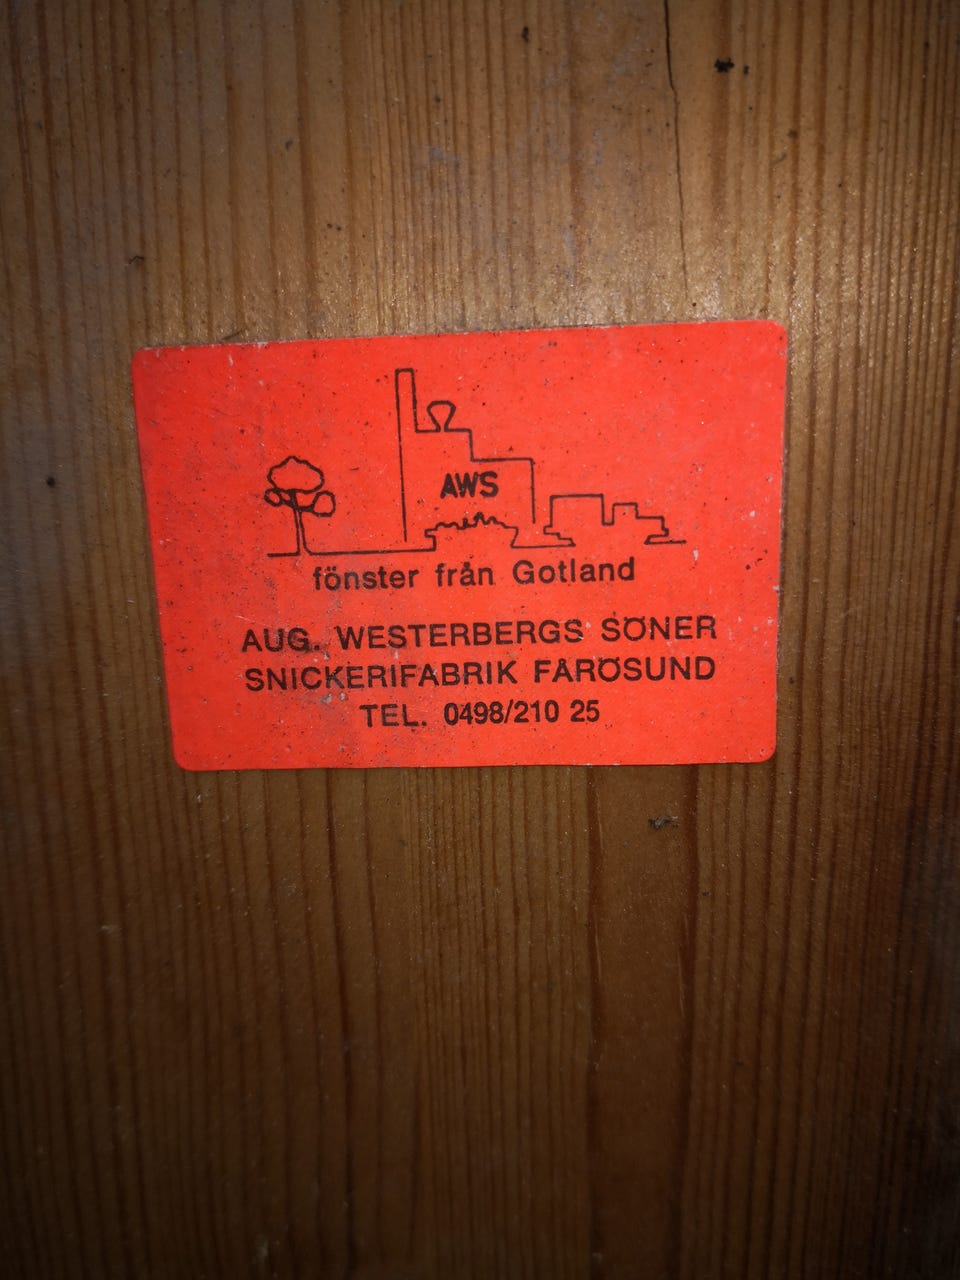 AWS
fönster från Gotland
AUG. WESTERBERGS SÖNER
SNICKERIFABRIK FÅRÖSUND
TEL. 0498/210 25